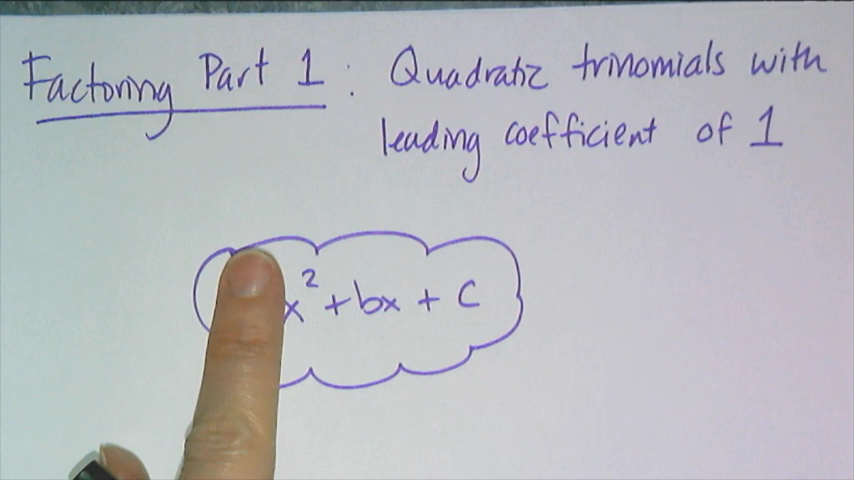 Factoring Part 1 : Quadratic trinomials with
leading coefficient of 1
x² + bx + c